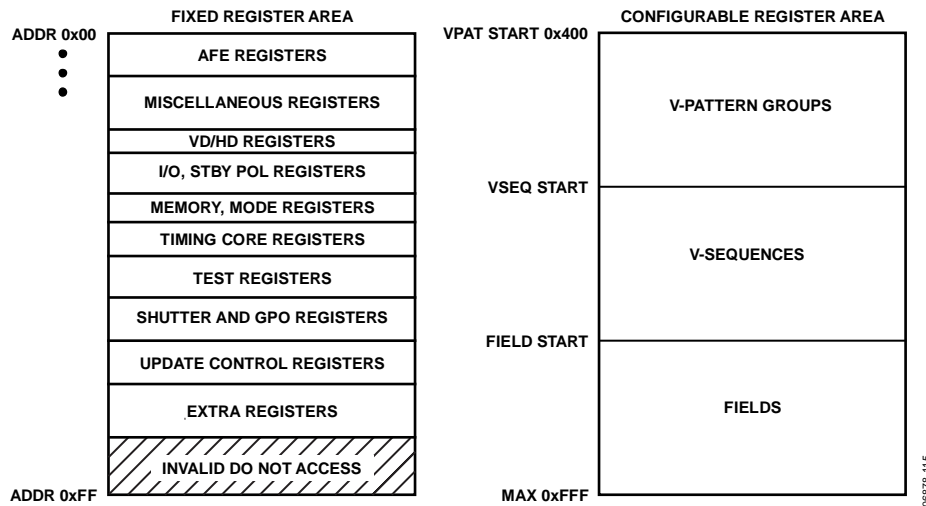 FIXED REGISTER AREA
ADDR 0x00
AFE REGISTERS
MISCELLANEOUS REGISTERS
VD/HD REGISTERS
I/O, STBY POL REGISTERS
MEMORY, MODE REGISTERS
TIMING CORE REGISTERS
TEST REGISTERS
SHUTTER AND GPO REGISTERS
UPDATE CONTROL REGISTERS
EXTRA REGISTERS
INVALID DO NOT ACCESS
ADDR 0xFF
CONFIGURABLE REGISTER AREA
VPAT START 0x400
V-PATTERN GROUPS
VSEQ START
V-SEQUENCES
FIELD START
FIELDS
MAX 0xFFF
06878-115